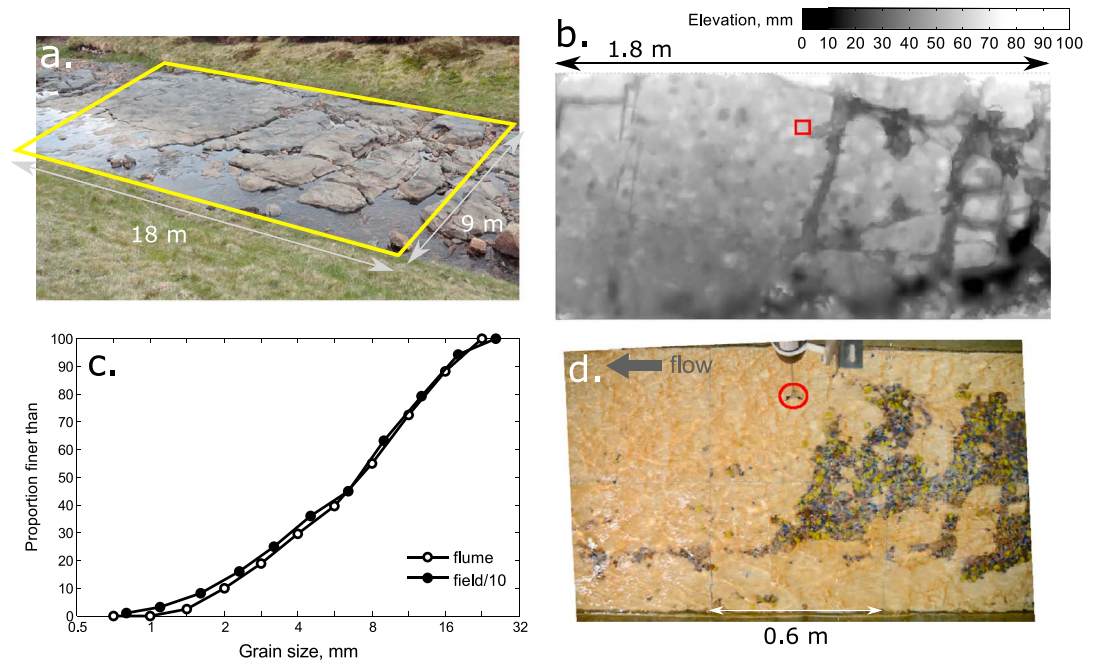 a.
18 m
9 m
b.
Elevation, mm
0 10 20 30 40 50 60 70 80 90 100
1.8 m
c.
Proportion finer than
100
90
80
70
60
50
40
30
20
10
0
0.5 1 2 4 8 16 32
Grain size, mm
flume
field/10
d.
flow
0.6 m